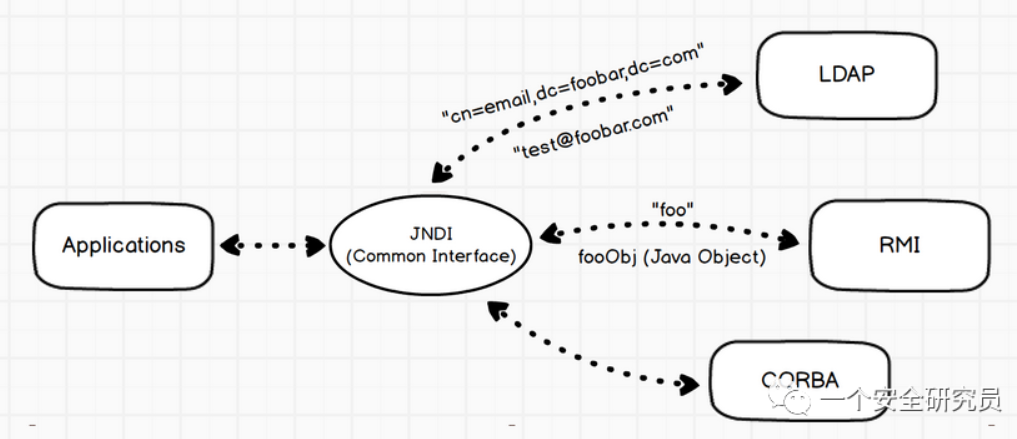 "cn=email,dc=foobar,dc=com"
"test@foobar.com"
LDAP
Applications
JNDI
(Common Interface)
"foo"
fooObj (Java Object)
RMI
CORBA
一个安全研究员